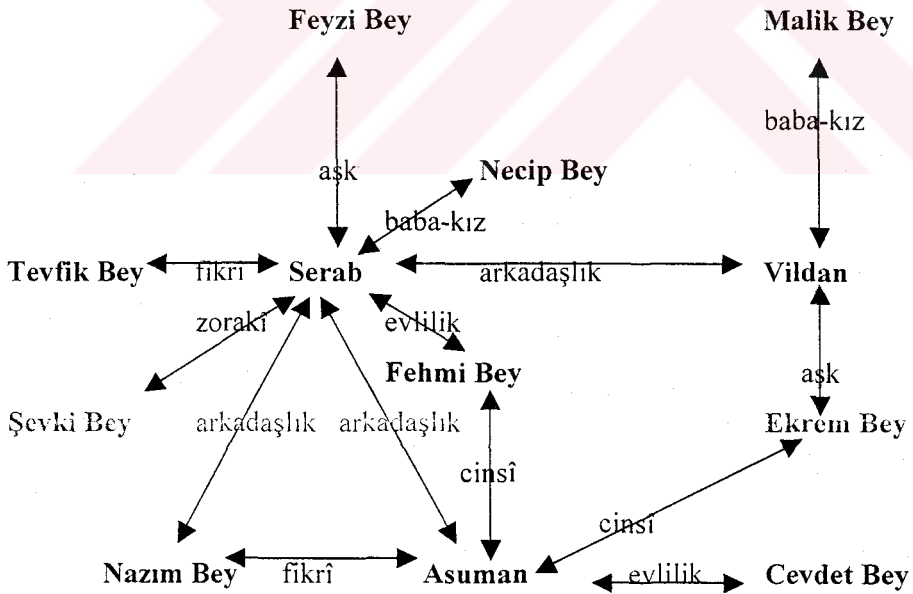 Feyzi Bey Malik Bey
baba-kız
aşk Necip Bey
baba-kız
Tevfik Bey fikrî Serab arkadaşlık Vildan
zorakî evlilik
Fehmi Bey aşk
Şevki Bey arkadaşlık arkadaşlık Ekrem Bey
cinsî
cinsî
Nazım Bey fikrî Asuman evlilik Cevdet Bey